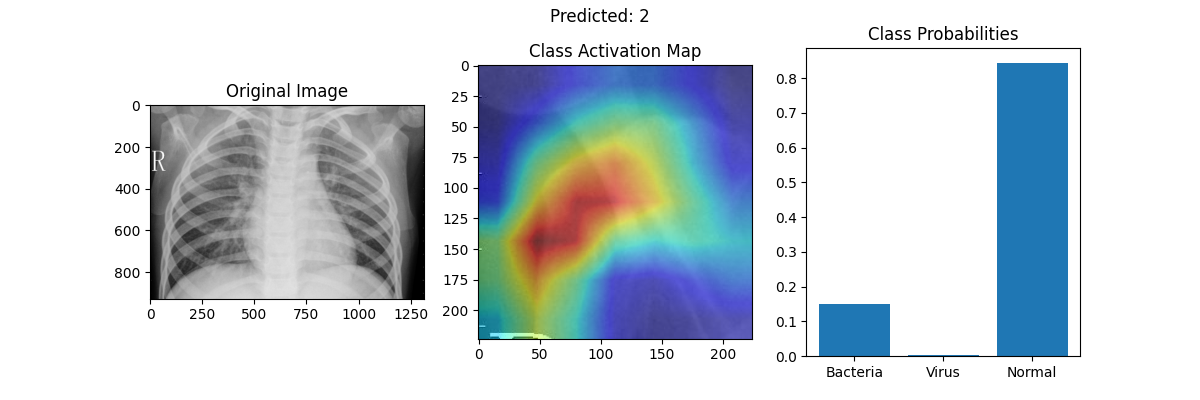 Predicted: 2
Original Image
0
200
400
600
800
0 250 500 750 1000 1250
R
Class Activation Map
0
25
50
75
100
125
150
175
200
0 50 100 150 200
Class Probabilities
0.8
0.7
0.6
0.5
0.4
0.3
0.2
0.1
0.0
Bacteria Virus Normal